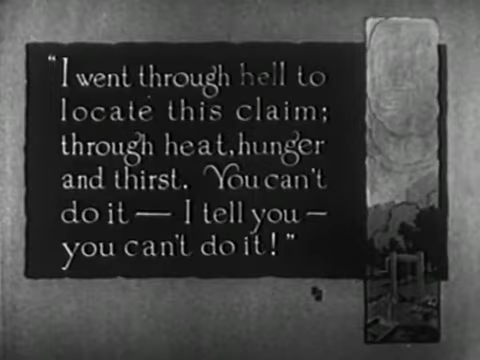 "I went through hell to
locate this claim;
through heat, hunger
and thirst. You can't
do it — I tell you —
you can't do it!"